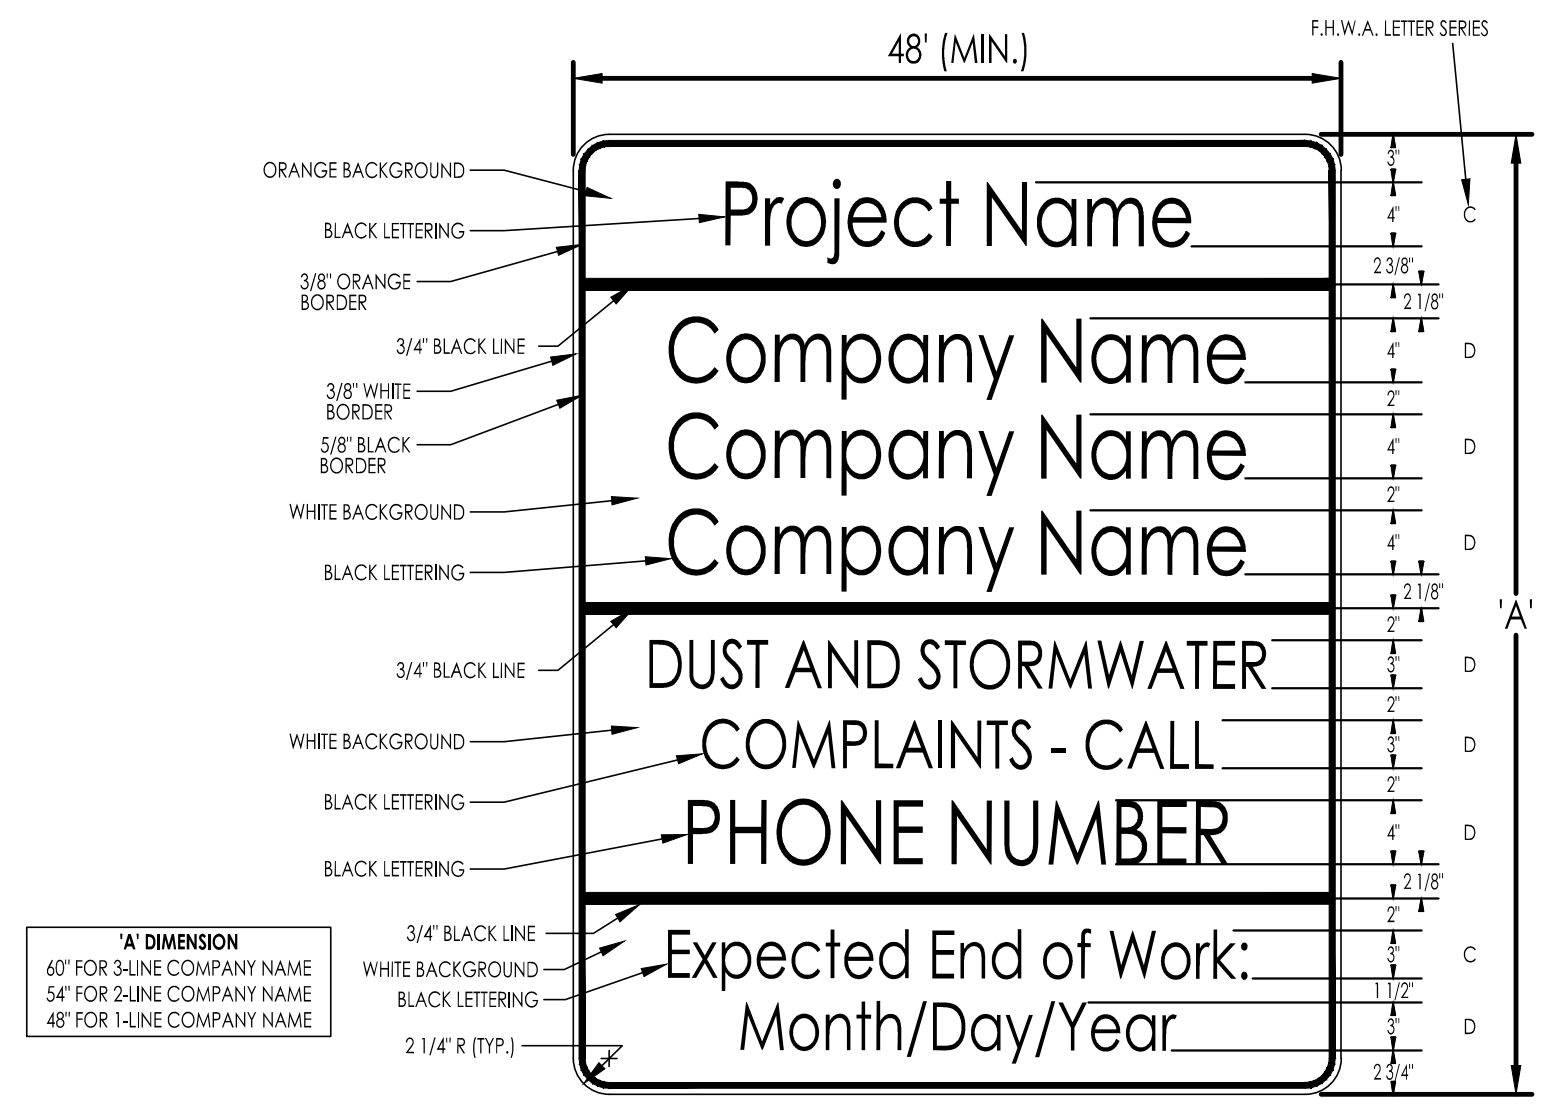 F.H.W.A. LETTER SERIES
48' (MIN.)
ORANGE BACKGROUND
BLACK LETTERING
3/8" ORANGE
BORDER
3/4" BLACK LINE
3/8" WHITE
BORDER
5/8" BLACK
BORDER
WHITE BACKGROUND
BLACK LETTERING
3/4" BLACK LINE
WHITE BACKGROUND
BLACK LETTERING
BLACK LETTERING
3/4" BLACK LINE
WHITE BACKGROUND
BLACK LETTERING
2 1/4" R (TYP.)
'A' DIMENSION
60" FOR 3-LINE COMPANY NAME
54" FOR 2-LINE COMPANY NAME
48" FOR 1-LINE COMPANY NAME
Project Name
Company Name
Company Name
Company Name
DUST AND STORMWATER
COMPLAINTS - CALL
PHONE NUMBER
Expected End of Work:
Month/Day/Year
3"
4"
2 3/8"
2 1/8"
4"
2"
4"
2"
4"
2 1/8"
2"
3"
2"
3"
2"
4"
2 1/8"
2"
3"
1 1/2"
3"
2 3/4"
C
D
D
D
D
D
D
C
D
'A'